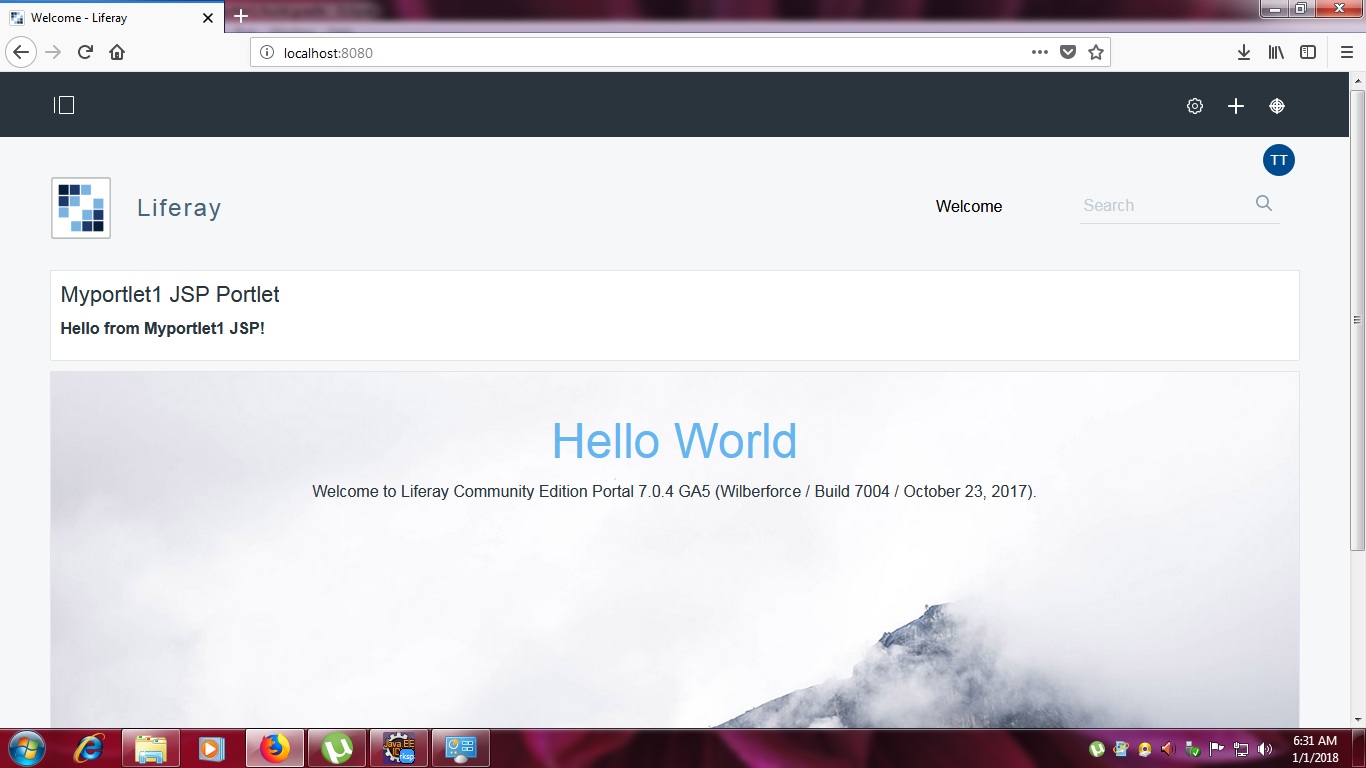 Welcome - Liferay
localhost:8080
TT
Liferay
Welcome
Search
Myportlet1 JSP Portlet
Hello from Myportlet1 JSP!
Hello World
Welcome to Liferay Community Edition Portal 7.0.4 GA5 (Wilberforce / Build 7004 / October 23, 2017).
Java EE
6:31 AM
1/1/2018